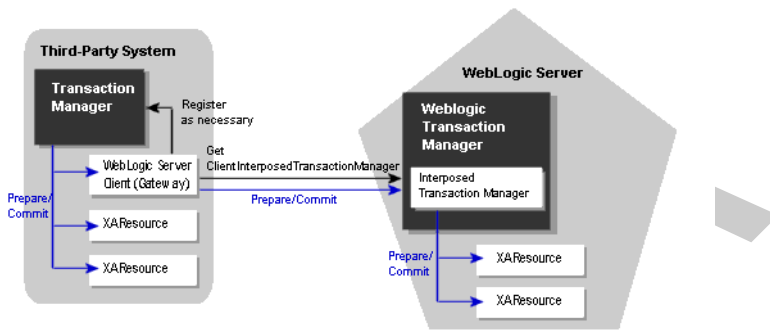 Third-Party System
Transaction
Manager
Register
as necessary
WebLogic Server
Client (Gateway)
Prepare/
Commit
XAResource
XAResource
Get
ClientInterposedTransactionManager
Prepare/Commit
WebLogic Server
Weblogic
Transaction
Manager
Interposed
Transaction Manager
Prepare/
Commit
XAResource
XAResource